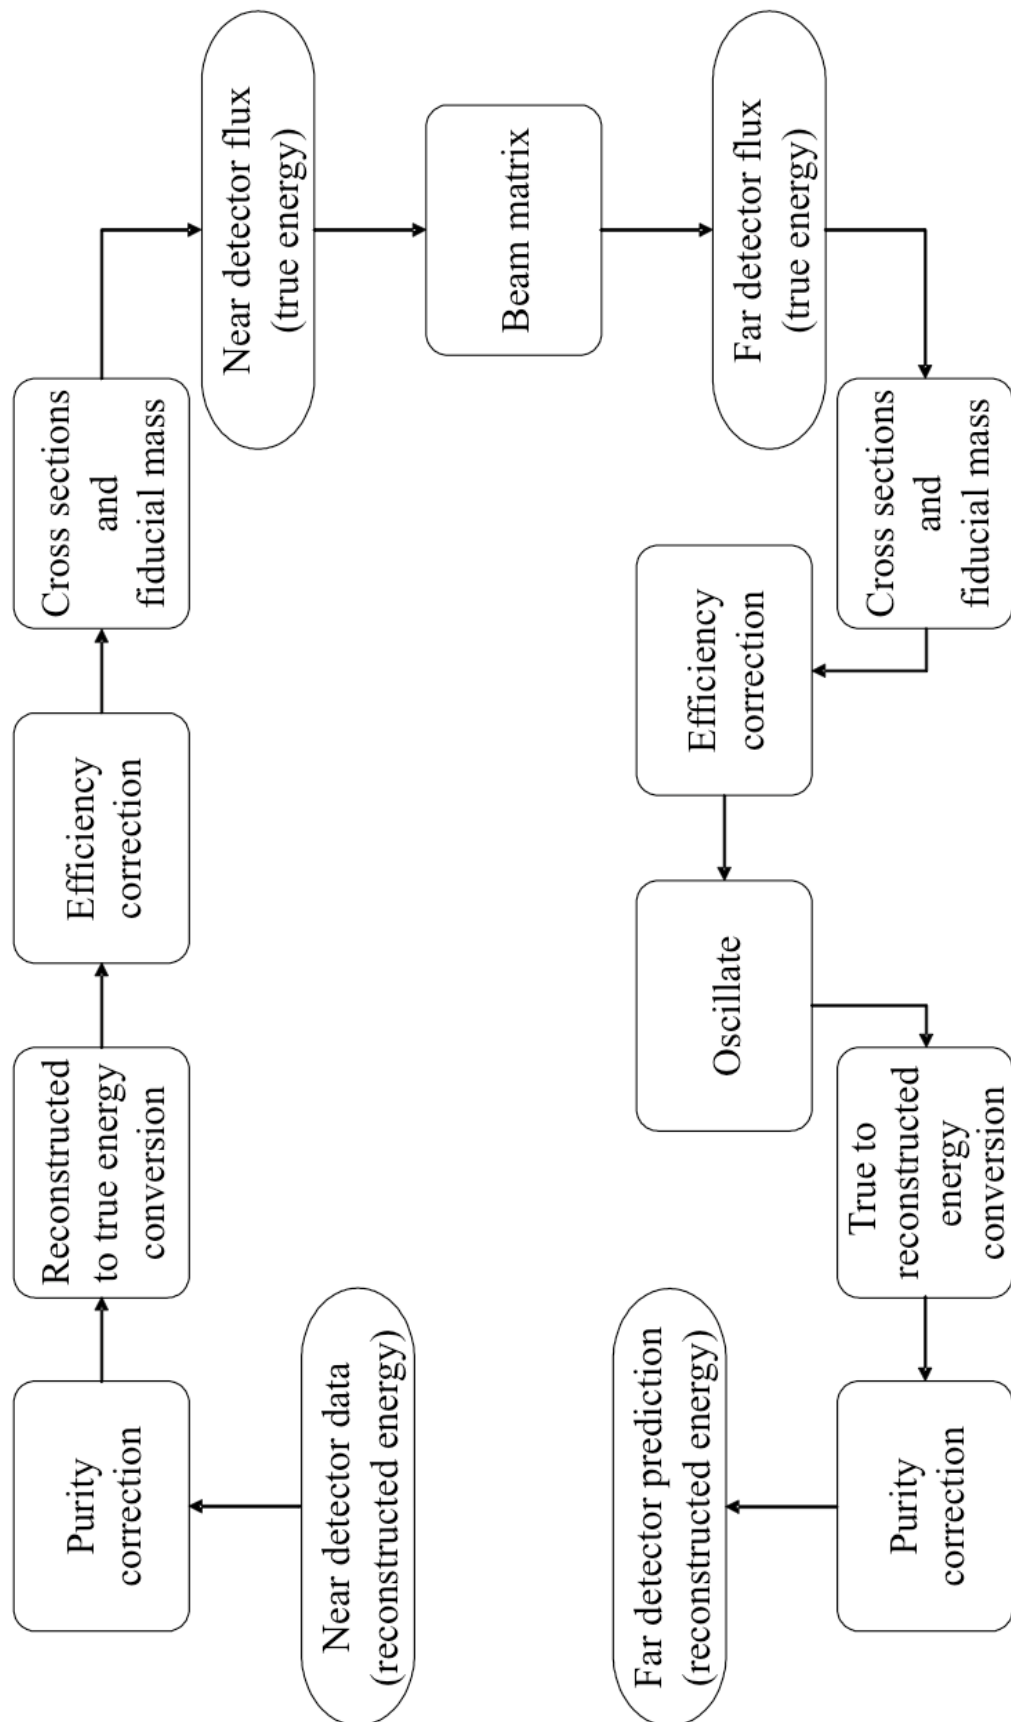 Near detector data
(reconstructed energy)
Purity
correction
Reconstructed
to true energy
conversion
Efficiency
correction
Cross sections
and
fiducial mass
Near detector flux
(true energy)
Beam matrix
Far detector flux
(true energy)
Cross sections
and
fiducial mass
Efficiency
correction
Oscillate
True to
reconstructed
energy
conversion
Purity
correction
Far detector prediction
(reconstructed energy)